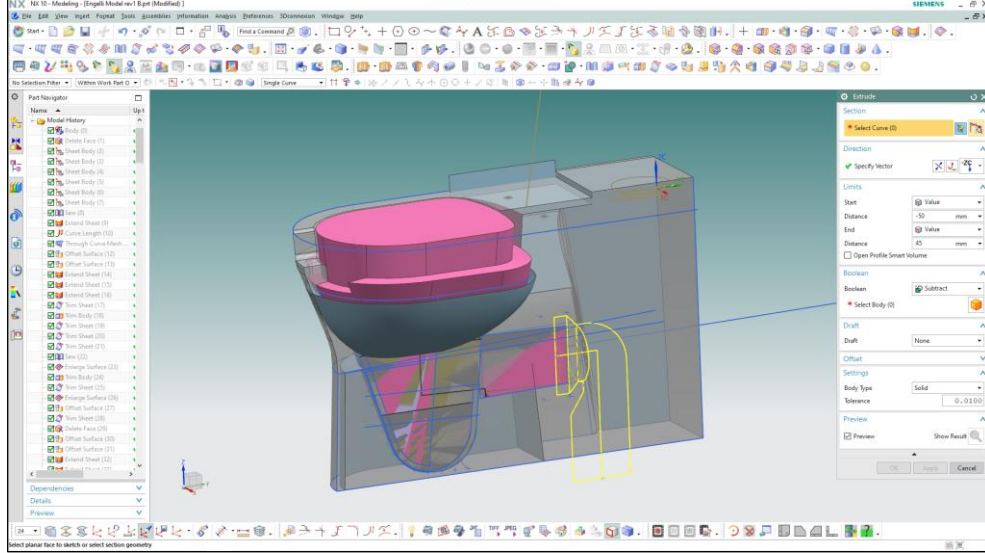 NX NX 10 - Modeling - [Engelli Model rev1 B.prt (Modified) ]
SIEMENS
File Edit View Insert Format Tools Assemblies Information Analysis Preferences 3Dconnexion Window Help
Start
Find a Command
No Selection Filter
Within Work Part O
Single Curve
Part Navigator
Name
Model History
Body (0)
Delete Face (1)
Sheet Body (2)
Sheet Body (3)
Sheet Body (4)
Sheet Body (5)
Sheet Body (6)
Sheet Body (7)
Sew (8)
Extend Sheet (9)
Curve Length (10)
Through Curve Mesh ...
Offset Surface (12)
Offset Surface (13)
Extend Sheet (14)
Extend Sheet (15)
Extend Sheet (16)
Trim Sheet (17)
Trim Body (18)
Trim Sheet (19)
Trim Sheet (20)
Trim Sheet (21)
Sew (22)
Enlarge Surface (23)
Trim Body (24)
Trim Sheet (25)
Enlarge Surface (26)
Offset Surface (27)
Trim Sheet (28)
Delete Face (29)
Offset Surface (30)
Offset Surface (31)
Extend Sheet (32)
Dependencies
Details
Preview
ZC
Extrude
Section
* Select Curve (0)
Direction
Specify Vector
-ZC
Limits
Start Value
Distance -50 mm
End Value
Distance 45 mm
Open Profile Smart Volume
Boolean
Boolean Subtract
* Select Body (0)
Draft
Draft None
Offset
Settings
Body Type Solid
Tolerance 0.0100
Preview
Preview Show Result
OK Apply Cancel
24
TIFF JPEG
Select planar face to sketch or select section geometry